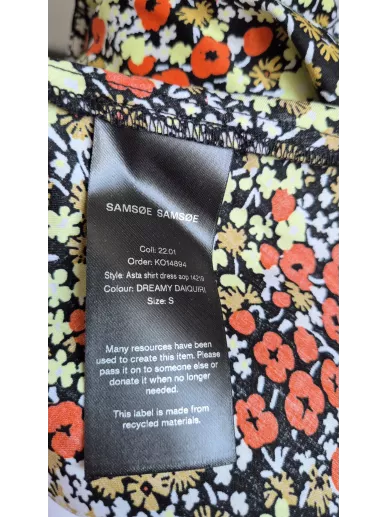 SAMSØE SAMSØE
Coll: 22:01
Order: KO14894
Style: Asta shirt dress aop 14219
Colour: DREAMY DAIQUIRI
Size: S
Many resources have been
used to create this item. Please
pass it on to someone else or
donate it when no longer
needed.
This label is made from
recycled materials.